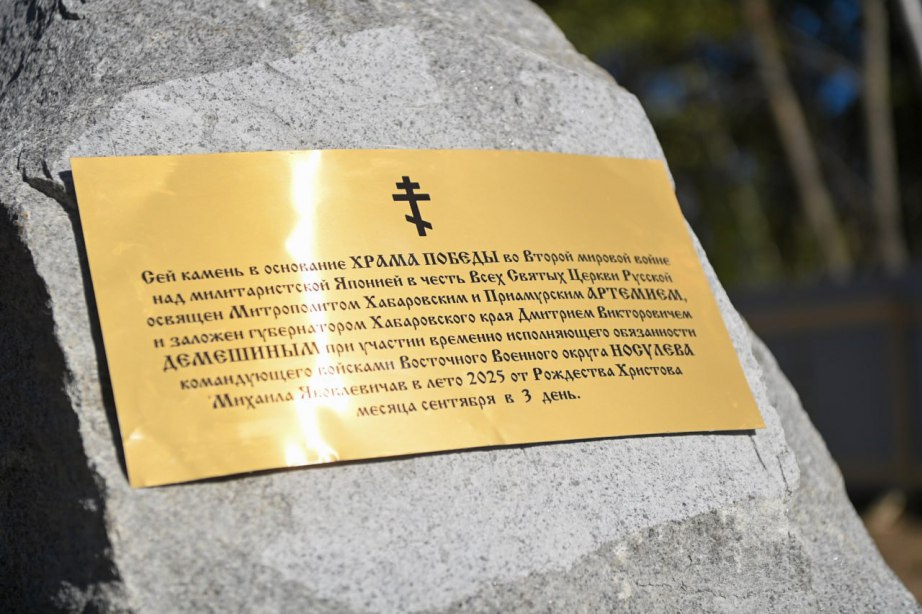 Сей камень в основание ХРАМА ПОБЕДЫ во Второй мировой войне
над милитаристской Японией в честь Всех Святых Церкви Русской
освящен Митрополитом Хабаровским и Приамурским АРТЕМИЕМ,
и заложен губернатором Хабаровского края Дмитрием Викторовичем
ДЕМЕШИНЫМ при участии временно исполняющего обязанности
командующего войсками Восточного Военного округа НОСУЛЕВА
Михаила Яковлевичав в лето 2025 от Рождества Христова
месяца сентября в 3 день.